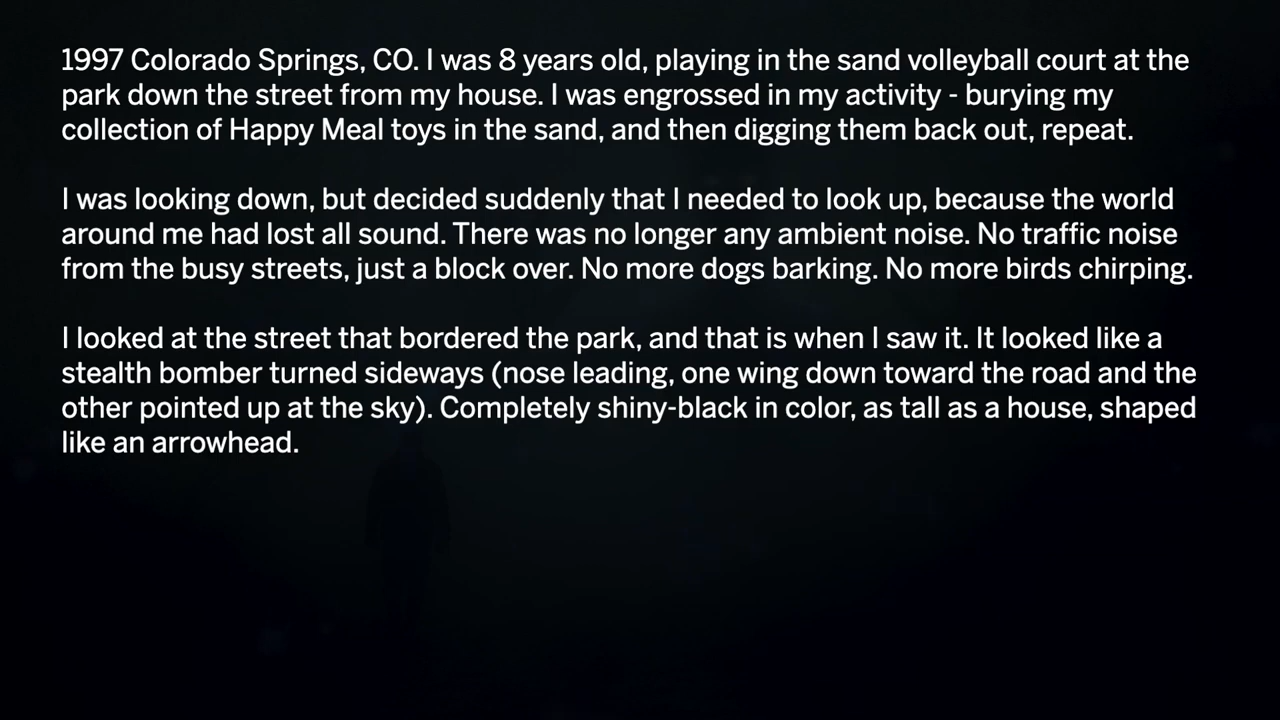 1997 Colorado Springs, CO. I was 8 years old, playing in the sand volleyball court at the
park down the street from my house. I was engrossed in my activity - burying my
collection of Happy Meal toys in the sand, and then digging them back out, repeat.
I was looking down, but decided suddenly that I needed to look up, because the world
around me had lost all sound. There was no longer any ambient noise. No traffic noise
from the busy streets, just a block over. No more dogs barking. No more birds chirping.
I looked at the street that bordered the park, and that is when I saw it. It looked like a
stealth bomber turned sideways (nose leading, one wing down toward the road and the
other pointed up at the sky). Completely shiny-black in color, as tall as a house, shaped
like an arrowhead.